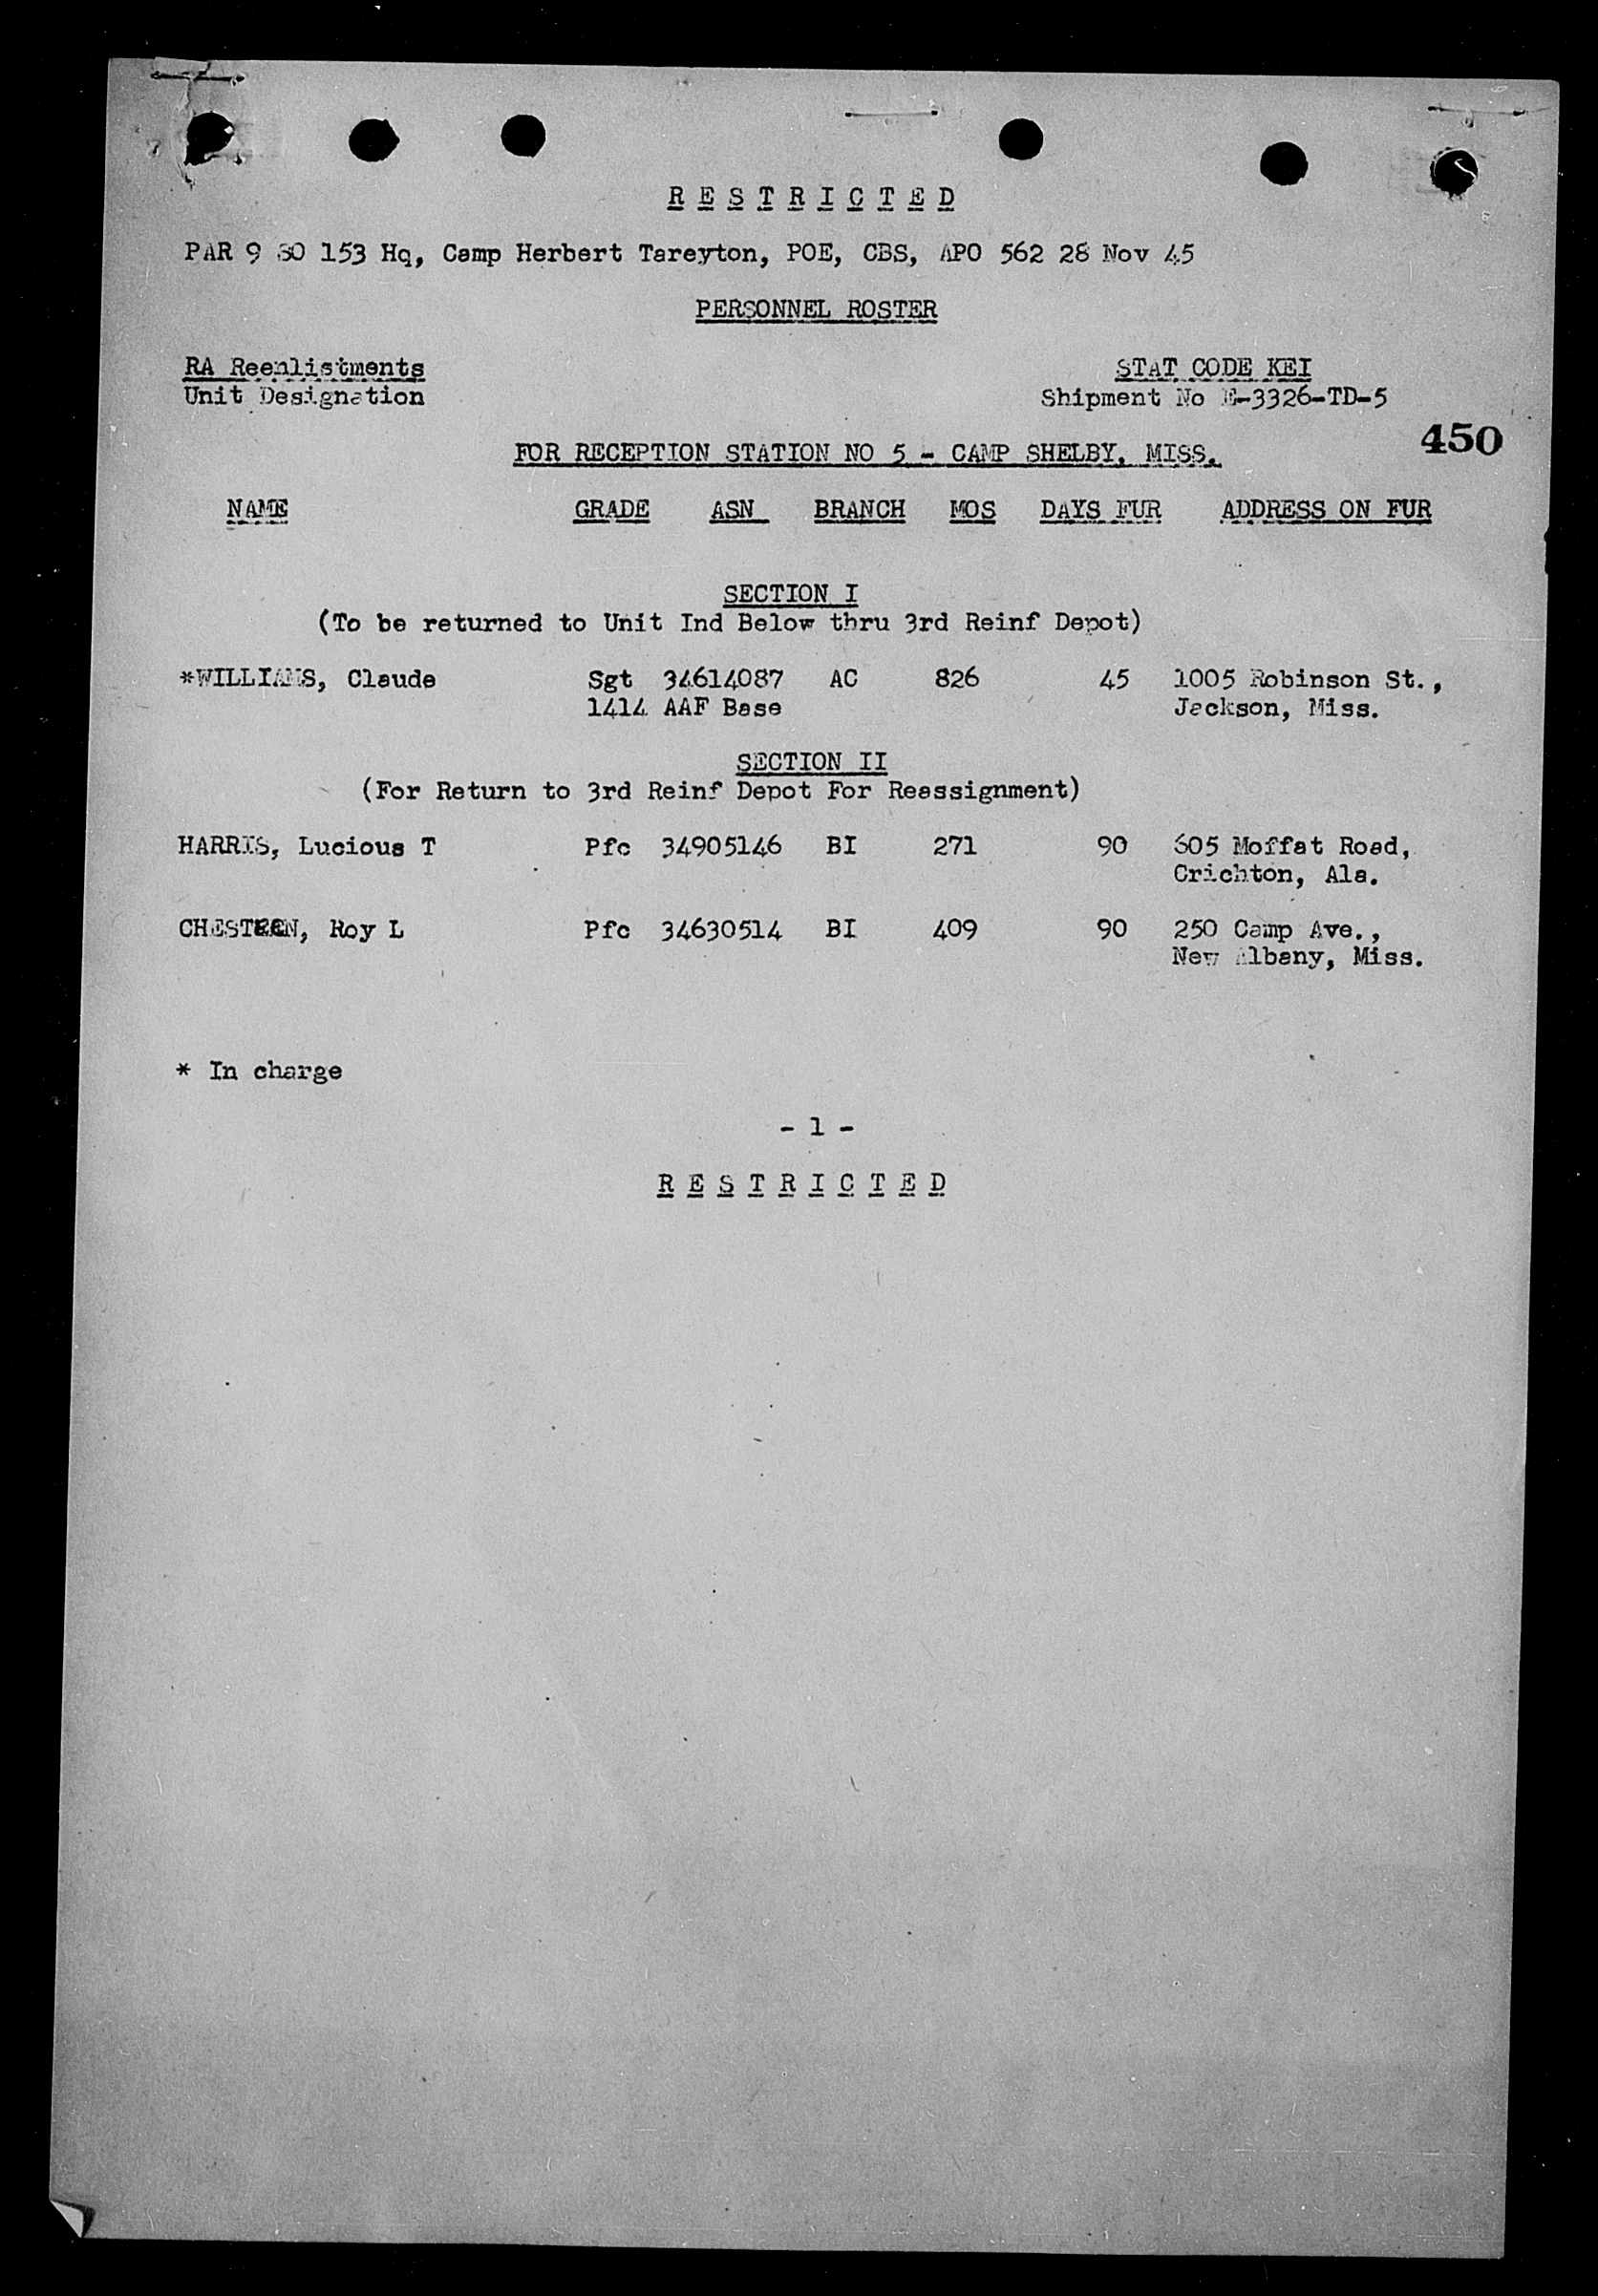 R E S T R I C T E D
PAR 9 SO 153 Hq, Camp Herbert Tareyton, POE, CBS, APO 562 28 Nov 45
PERSONNEL ROSTER
RA Reenlistments STAT CODE KEI
Unit Designation Shipment No E-3326-TD-5
450
FOR RECEPTION STATION NO 5 - CAMP SHELBY, MISS.
NAME GRADE ASN BRANCH MOS DAYS FUR ADDRESS ON FUR
SECTION I
(To be returned to Unit Ind Below thru 3rd Reinf Depot)
*WILLIAMS, Claude Sgt 34614087 AC 826 45 1005 Robinson St.,
1414 AAF Base Jackson, Miss.
SECTION II
(For Return to 3rd Reinf Depot For Reassignment)
HARRIS, Lucious T Pfc 34905146 BI 271 90 605 Moffat Road,
Crichton, Ala.
Roy L Pfc 34630514 BI 409 90 250 Camp Ave.,
New Albany, Miss.
* In charge
- 1 -
R E S T R I C T E D